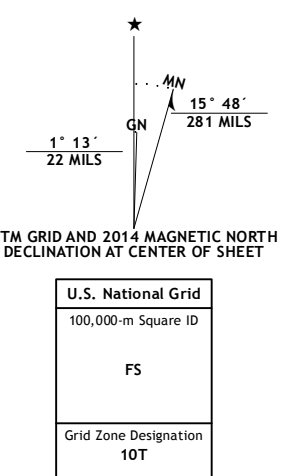 ★
MN
GN
15° 48´
281 MILS
1° 13´
22 MILS
TM GRID AND 2014 MAGNETIC NORTH
DECLINATION AT CENTER OF SHEET
U.S. National Grid
100,000-m Square ID
FS
Grid Zone Designation
10T